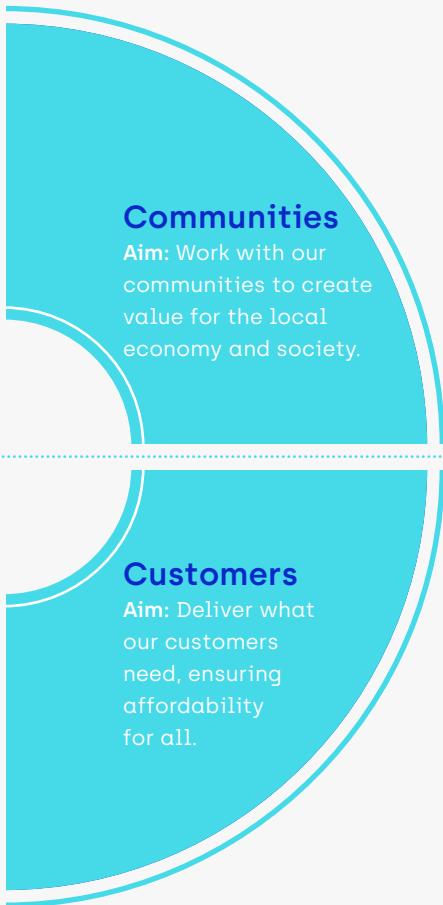 Communities
Aim: Work with our
communities to create
value for the local
economy and society.
Customers
Aim: Deliver what
our customers
need, ensuring
affordability
for all.